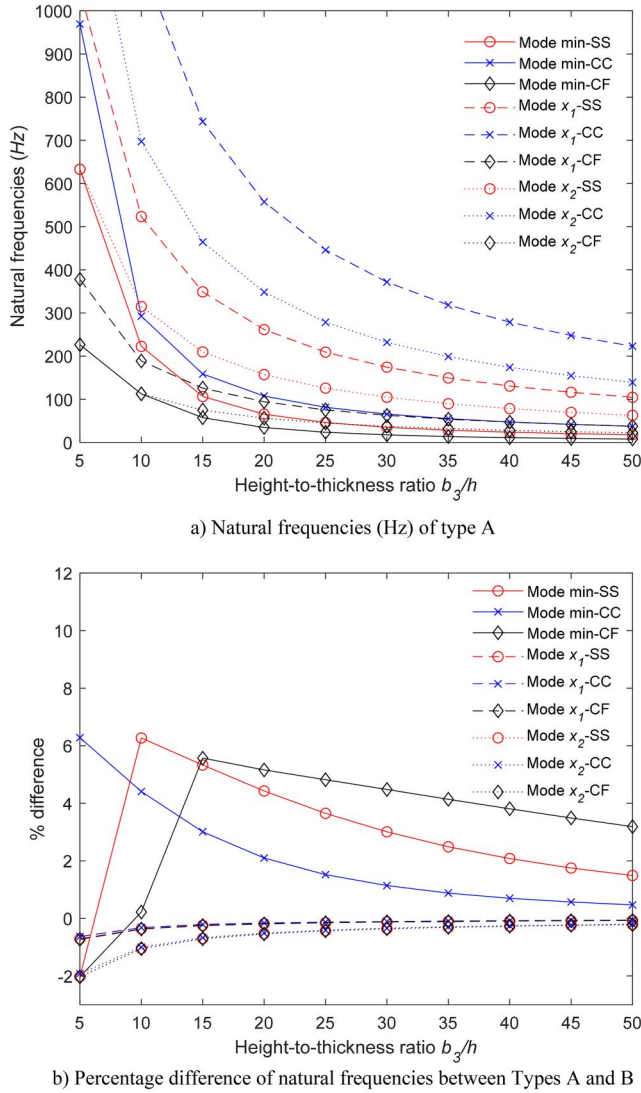 1000
900
800
700
600
500
400
300
200
100
0
Natural frequencies (Hz)
Mode min-SS
Mode min-CC
Mode min-CF
Mode x1-SS
Mode x1-CC
Mode x1-CF
Mode x2-SS
Mode x2-CC
Mode x2-CF
5 10 15 20 25 30 35 40 45 50
Height-to-thickness ratio b3/h
a) Natural frequencies (Hz) of type A
12
10
8
6
4
2
0
-2
% difference
Mode min-SS
Mode min-CC
Mode min-CF
Mode x1-SS
Mode x1-CC
Mode x1-CF
Mode x2-SS
Mode x2-CC
Mode x2-CF
5 10 15 20 25 30 35 40 45 50
Height-to-thickness ratio b3/h
b) Percentage difference of natural frequencies between Types A and B